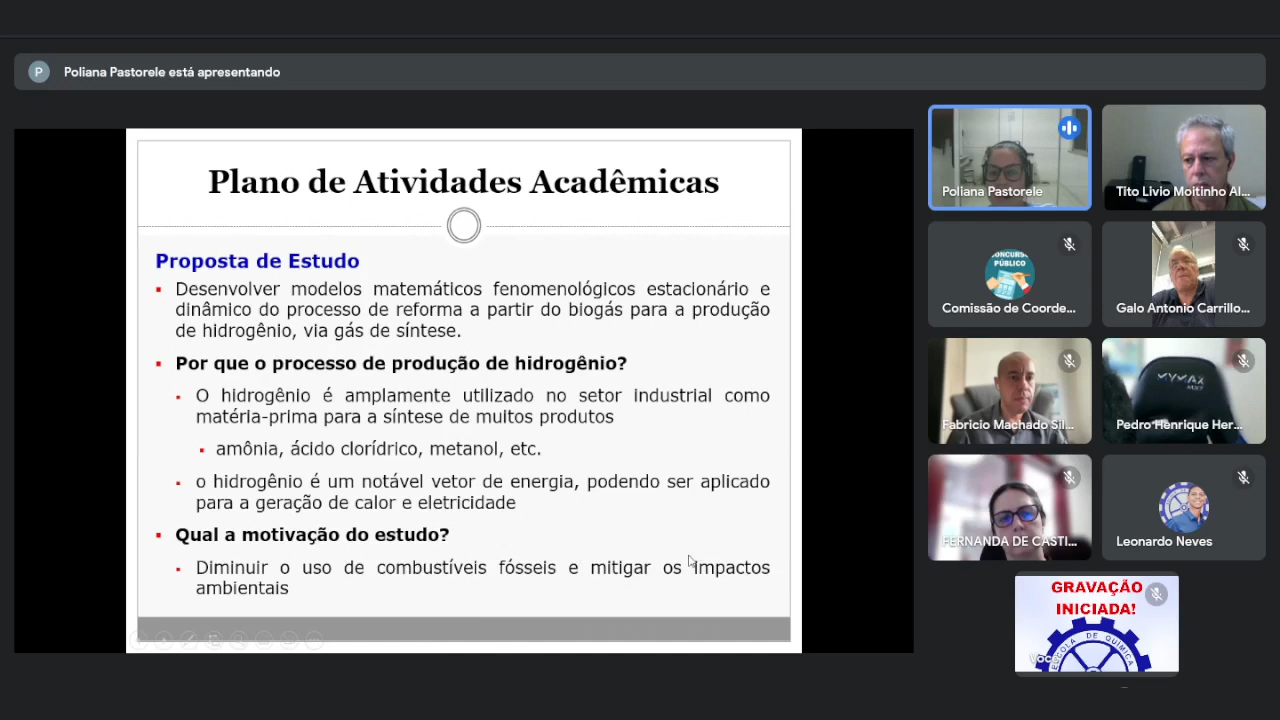 Poliana Pastorele está apresentando
P
Plano de Atividades Acadêmicas
Proposta de Estudo
Desenvolver modelos matemáticos fenomenológicos estacionário e
dinâmico do processo de reforma a partir do biogás para a produção
de hidrogênio, via gás de síntese.
Por que o processo de produção de hidrogênio?
O hidrogênio é amplamente utilizado no setor industrial como
matéria-prima para a síntese de muitos produtos
amônia, ácido clorídrico, metanol, etc.
o hidrogênio é um notável vetor de energia, podendo ser aplicado
para a geração de calor e eletricidade
Qual a motivação do estudo?
Diminuir o uso de combustíveis fósseis e mitigar os impactos
ambientais
Poliana Pastorele
Tito Livio Moitinho Al...
CONCURSO
PÚBLICO
Comissão de Coorde...
Galo Antonio Carrillo...
Fabricio Machado Sil...
Pedro Henrique Her...
FERNANDA DE CASTI...
Leonardo Neves
GRAVAÇÃO
INICIADA!
ESCOLA DE QUÍMICA
Você